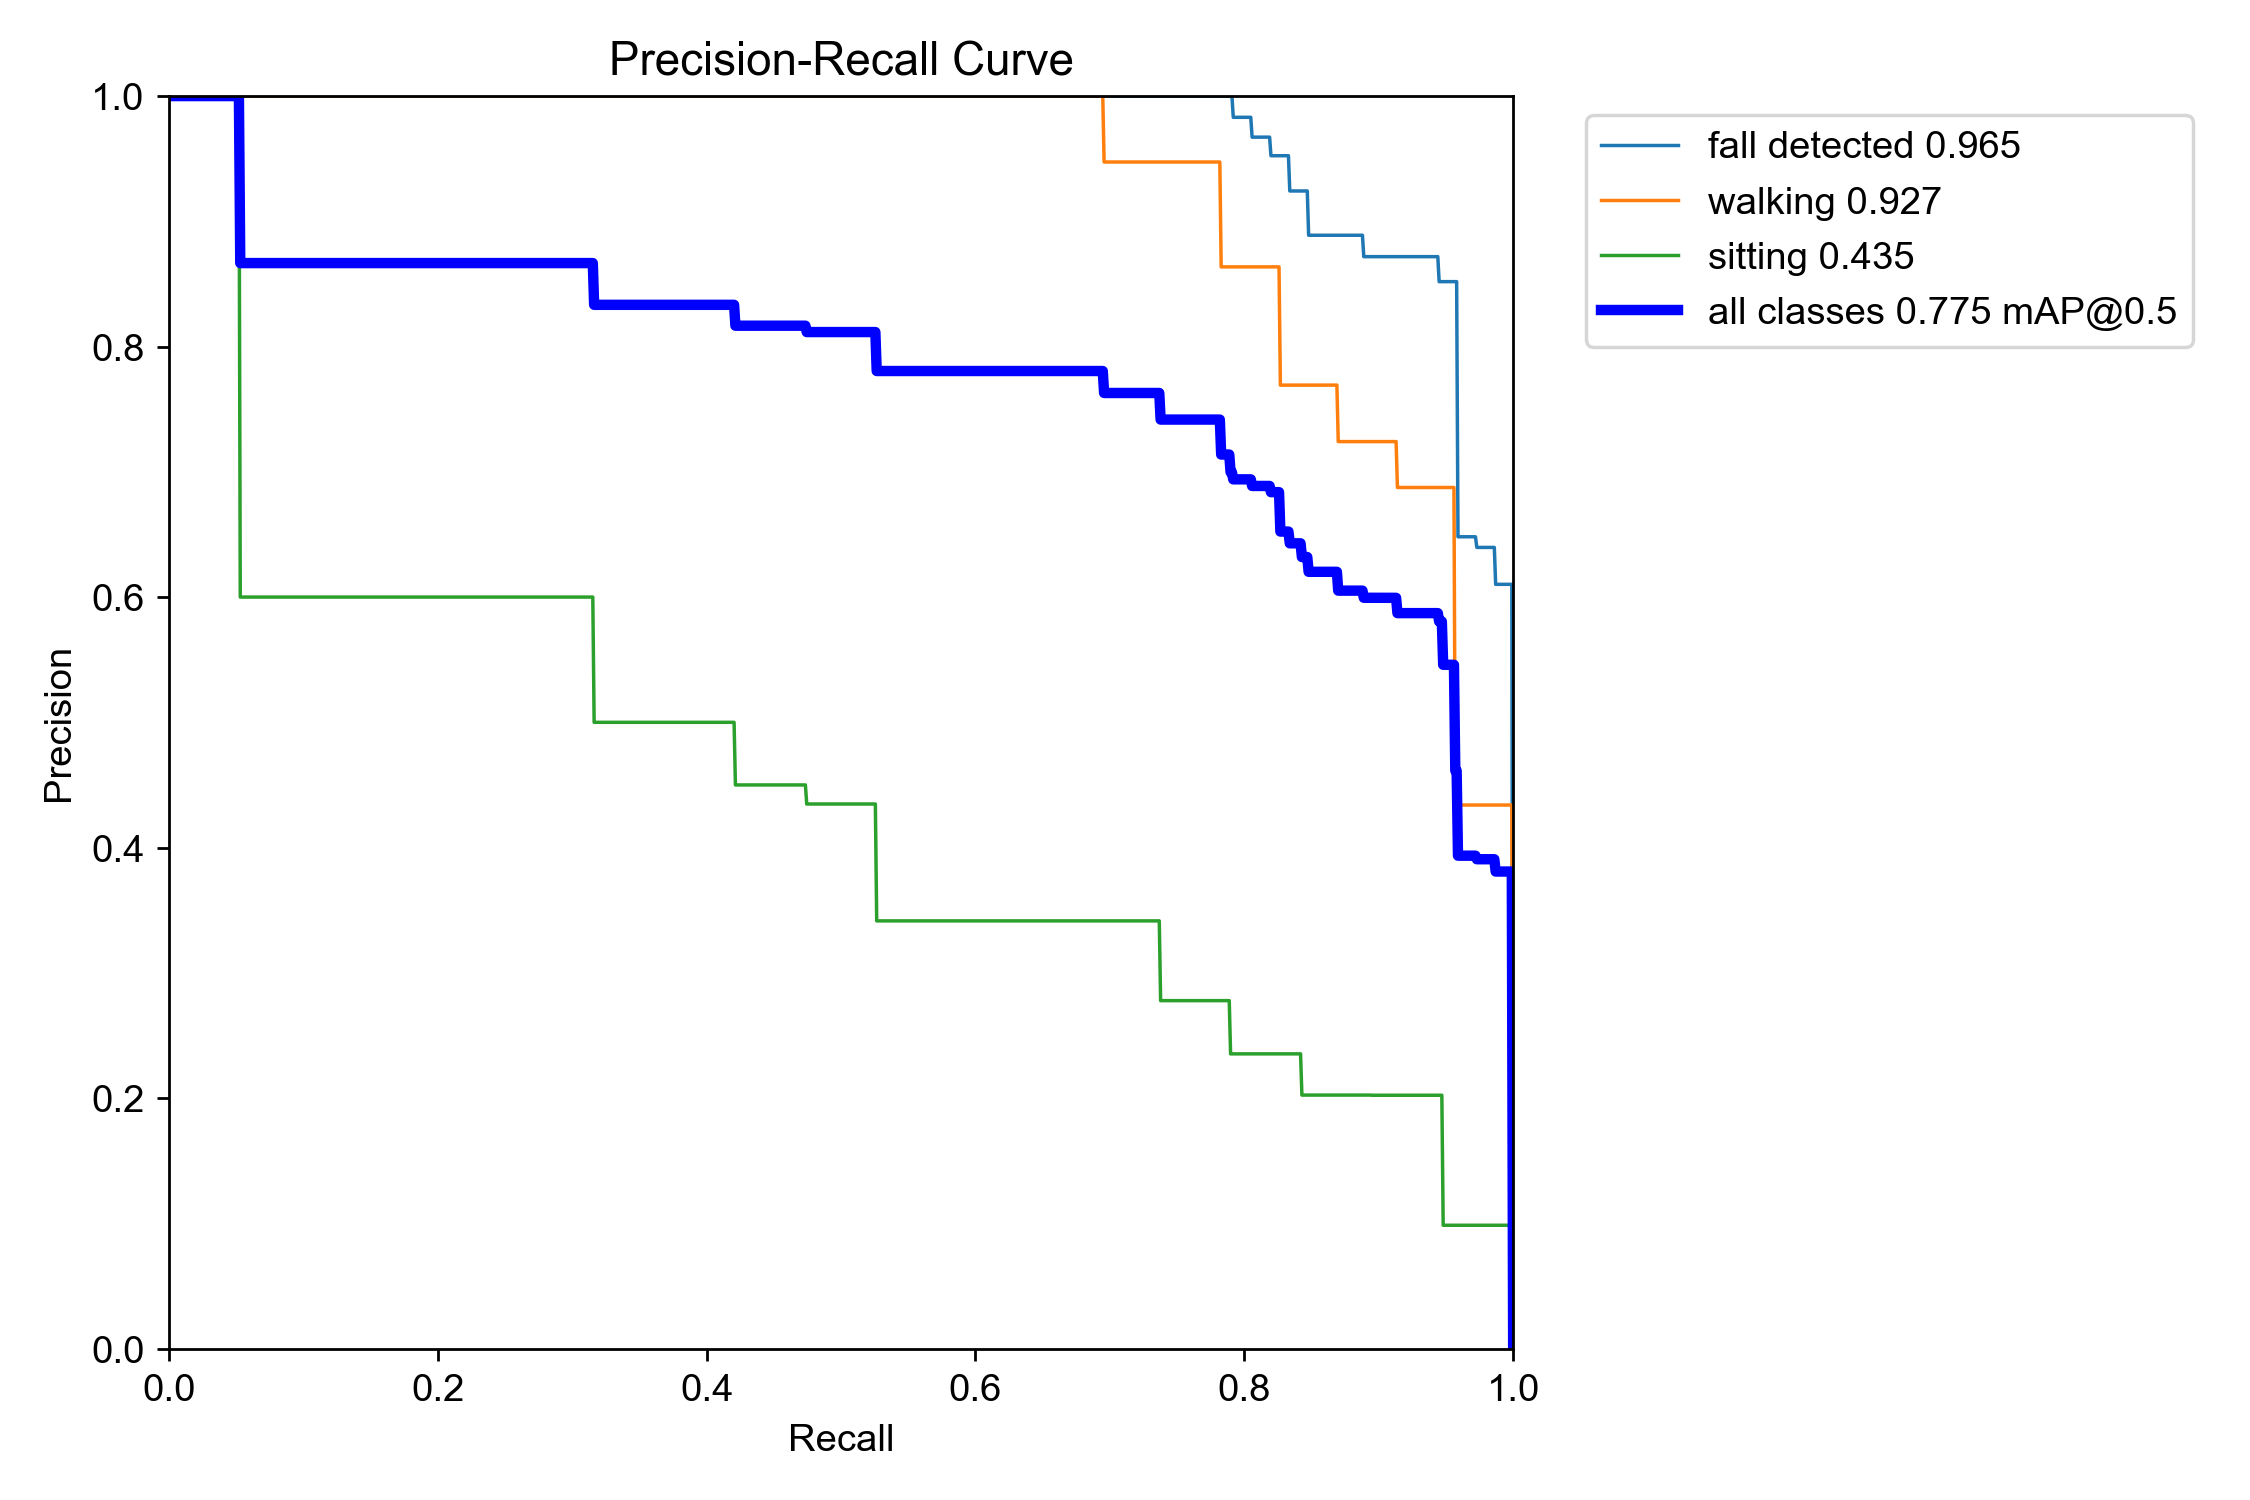 Precision-Recall Curve
1.0
0.8
0.6
0.4
0.2
0.0
Precision
0.0 0.2 0.4 0.6 0.8 1.0
Recall
fall detected 0.965
walking 0.927
sitting 0.435
all classes 0.775 mAP@0.5